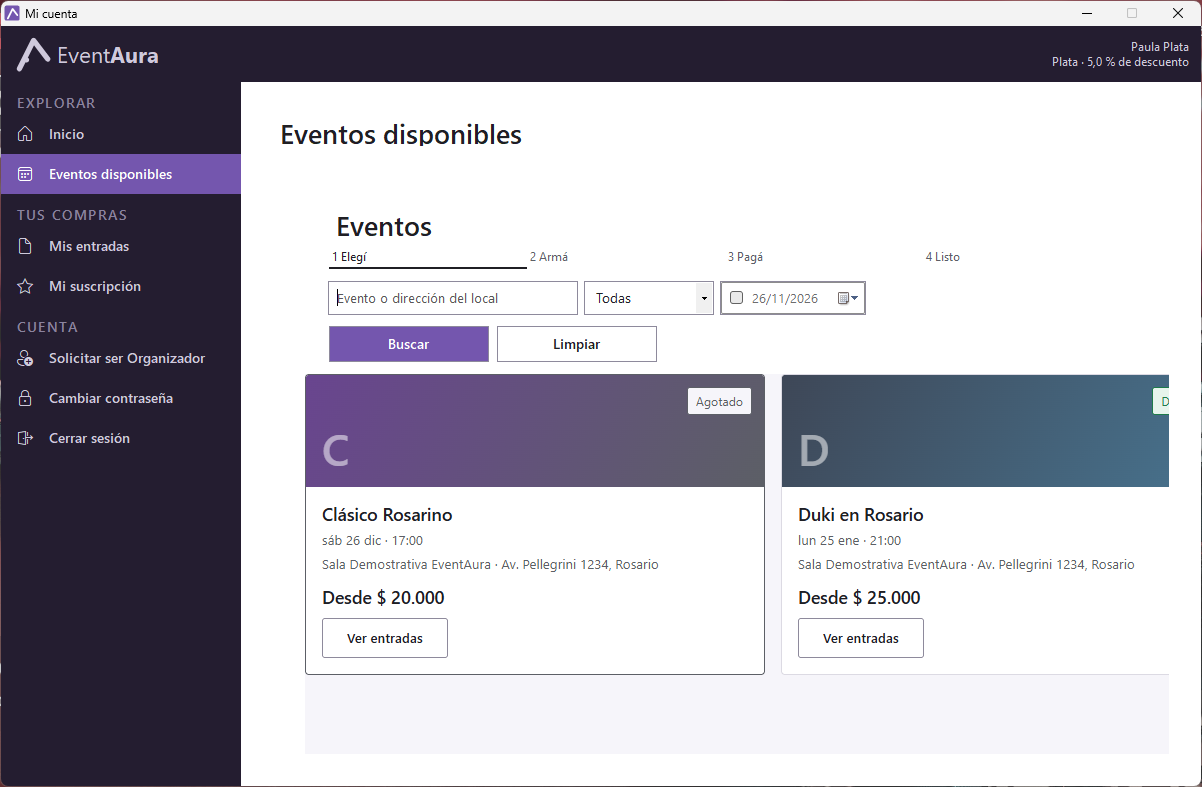 Mi cuenta
EventAura
Paula Plata
Plata · 5,0 % de descuento
EXPLORAR
Inicio
Eventos disponibles
TUS COMPRAS
Mis entradas
Mi suscripción
CUENTA
Solicitar ser Organizador
Cambiar contraseña
Cerrar sesión
Eventos disponibles
Eventos
1 Elegí
2 Armá
3 Pagá
4 Listo
Evento o dirección del local
Todas
26/11/2026
Buscar
Limpiar
Agotado
C
Clásico Rosarino
sáb 26 dic · 17:00
Sala Demostrativa EventAura · Av. Pellegrini 1234, Rosario
Desde $ 20.000
Ver entradas
D
D
Duki en Rosario
lun 25 ene · 21:00
Sala Demostrativa EventAura · Av. Pellegrini 1234, Rosario
Desde $ 25.000
Ver entradas